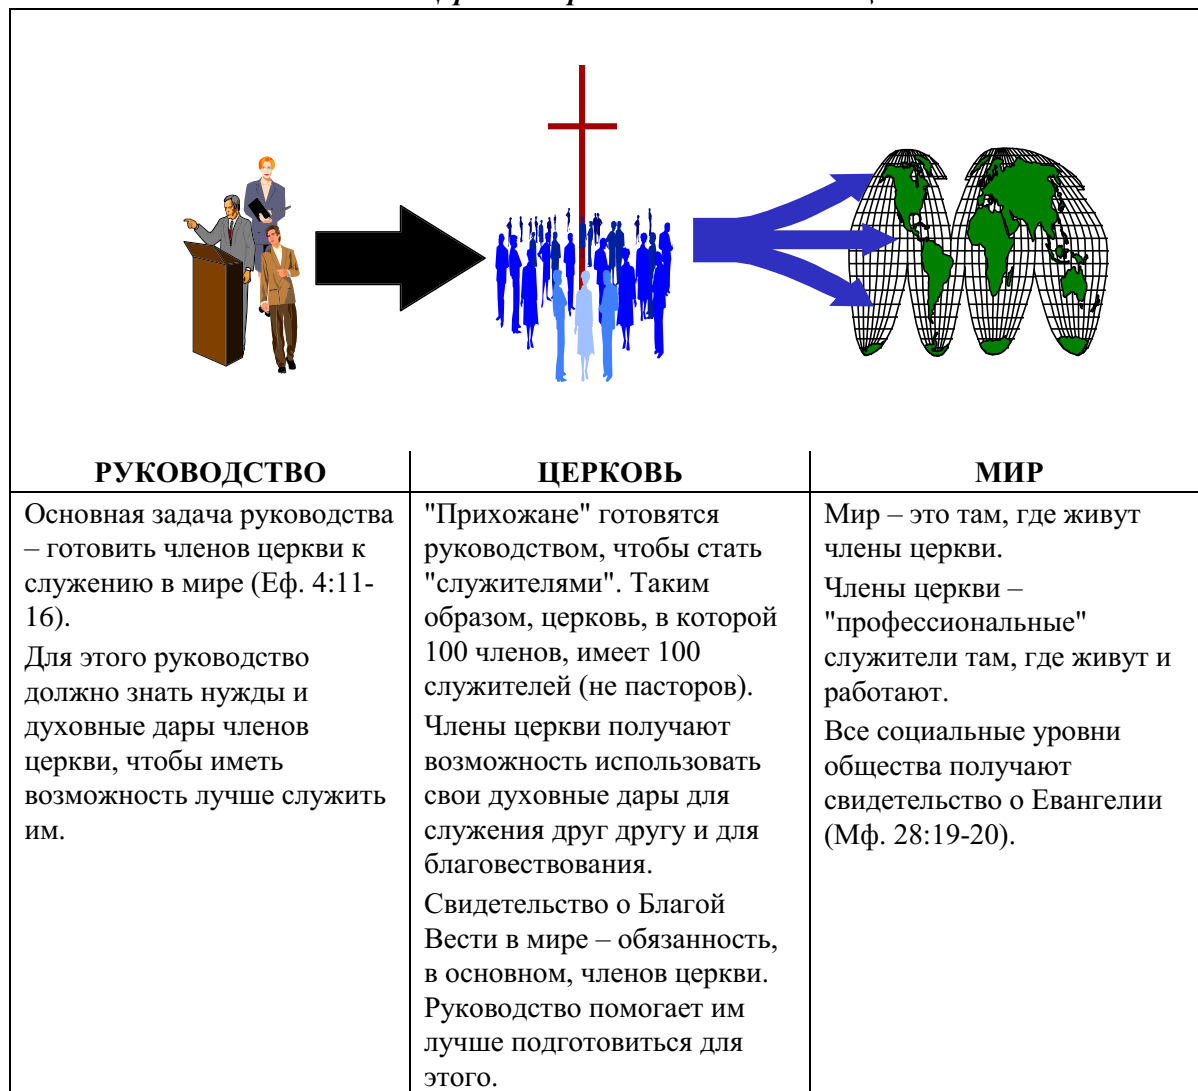 РУКОВОДСТВО
ЦЕРКОВЬ
МИР
Основная задача руководства
– готовить членов церкви к
служению в мире (Еф. 4:11-
16).
Для этого руководство
должно знать нужды и
духовные дары членов
церкви, чтобы иметь
возможность лучше служить
им.
"Прихожане" готовятся
руководством, чтобы стать
"служителями". Таким
образом, церковь, в которой
100 членов, имеет 100
служителей (не пасторов).
Члены церкви получают
возможность использовать
свои духовные дары для
служения друг другу и для
благовествования.
Свидетельство о Благой
Вести в мире – обязанность,
в основном, членов церкви.
Руководство помогает им
лучше подготовиться для
этого.
Мир – это там, где живут
члены церкви.
Члены церкви –
"профессиональные"
служители там, где живут и
работают.
Все социальные уровни
общества получают
свидетельство о Евангелии
(Мф. 28:19-20).